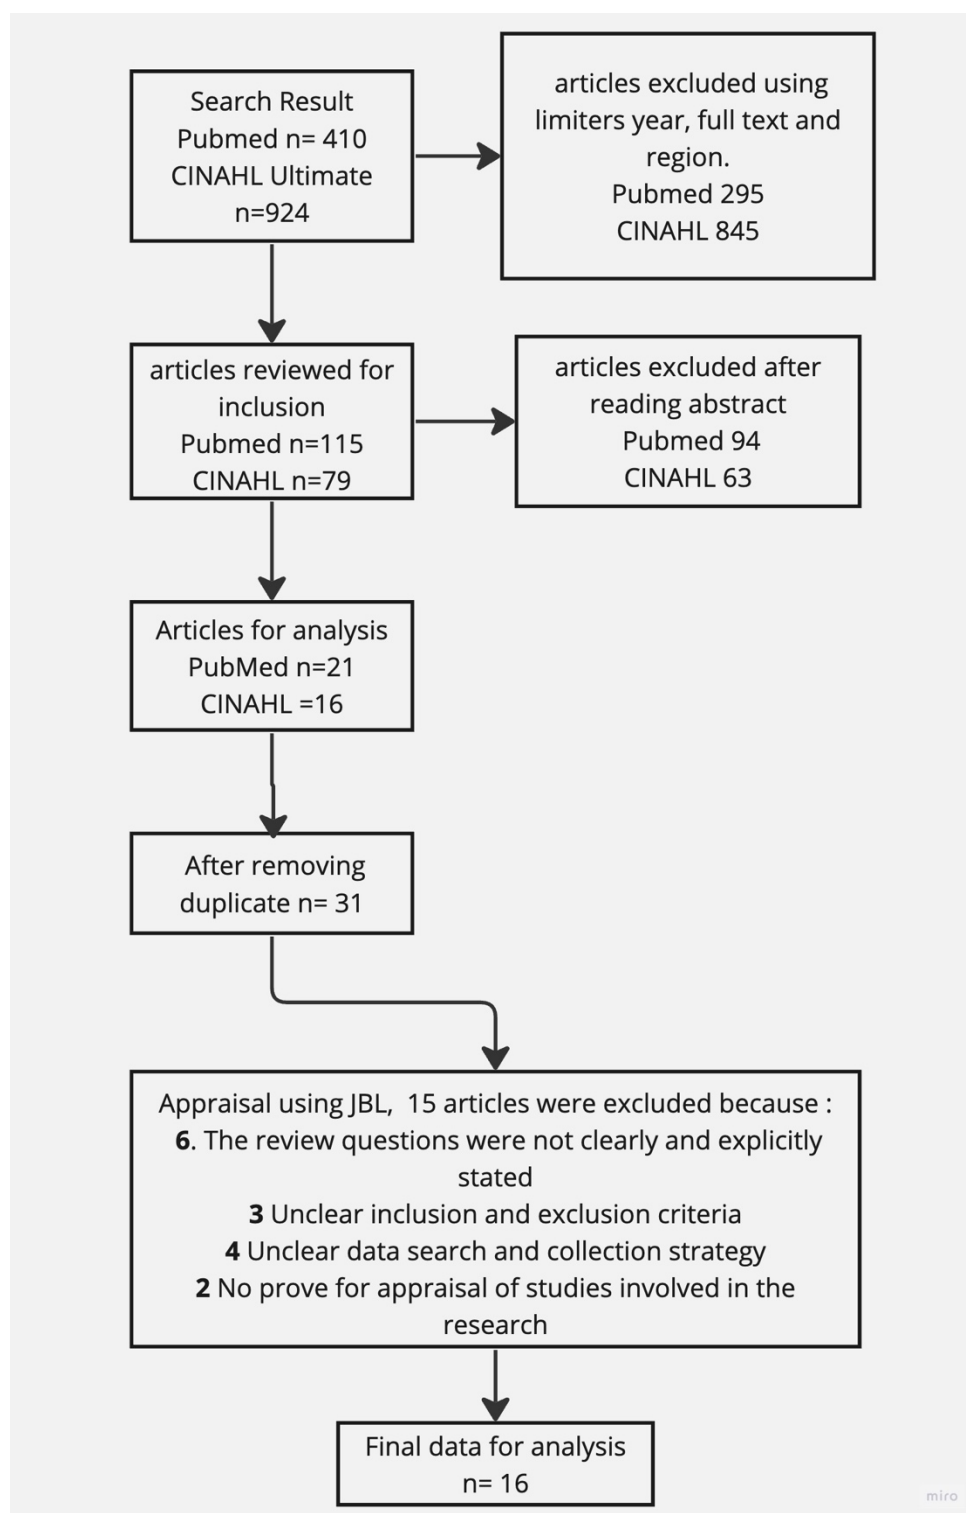 Search Result
Pubmed n= 410
CINAHL Ultimate
n=924
articles excluded using
limiters year, full text and
region.
Pubmed 295
CINAHL 845
articles reviewed for
inclusion
Pubmed n=115
CINAHL n=79
articles excluded after
reading abstract
Pubmed 94
CINAHL 63
Articles for analysis
PubMed n=21
CINAHL =16
After removing
duplicate n= 31
Appraisal using JBL,  15 articles were excluded because :
6. The review questions were not clearly and explicitly
stated
3 Unclear inclusion and exclusion criteria
4 Unclear data search and collection strategy
2 No prove for appraisal of studies involved in the
research
Final data for analysis
n= 16
miro